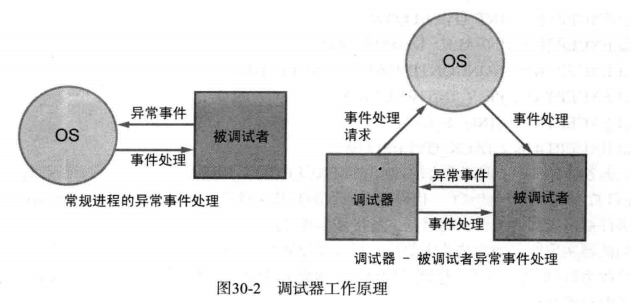 OS
异常事件
事件处理
被调试者
常规进程的异常事件处理
OS
事件处理
请求
事件处理
调试器
异常事件
事件处理
被调试者
调试器 - 被调试者异常事件处理
图30-2 调试器工作原理